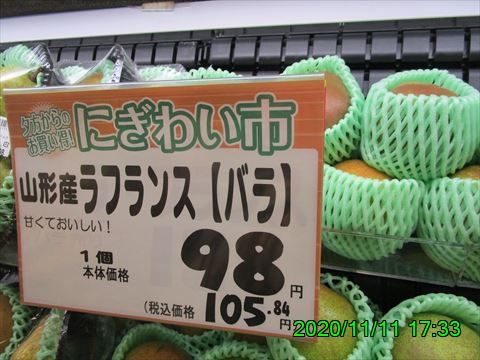 夕方からの
お買い得!
にぎわい市
山形産ラフランス【バラ】
甘くておいしい!
1個
本体価格
98円
(税込価格 105.84円
2020/11/11 17:33